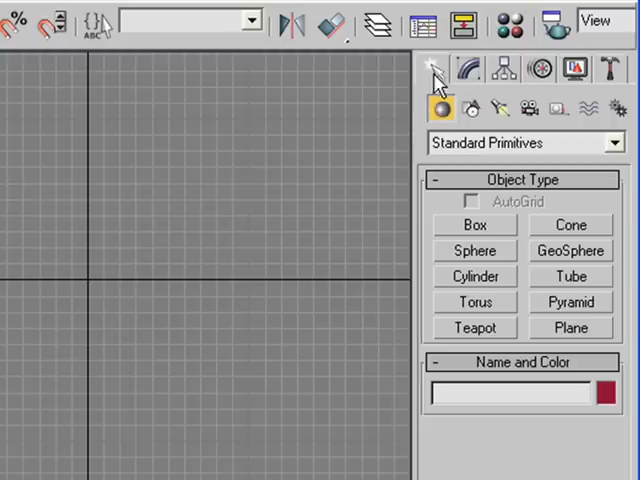 %
{}
ABC
View
Standard Primitives
- Object Type
AutoGrid
Box Cone
Sphere GeoSphere
Cylinder Tube
Torus Pyramid
Teapot Plane
- Name and Color